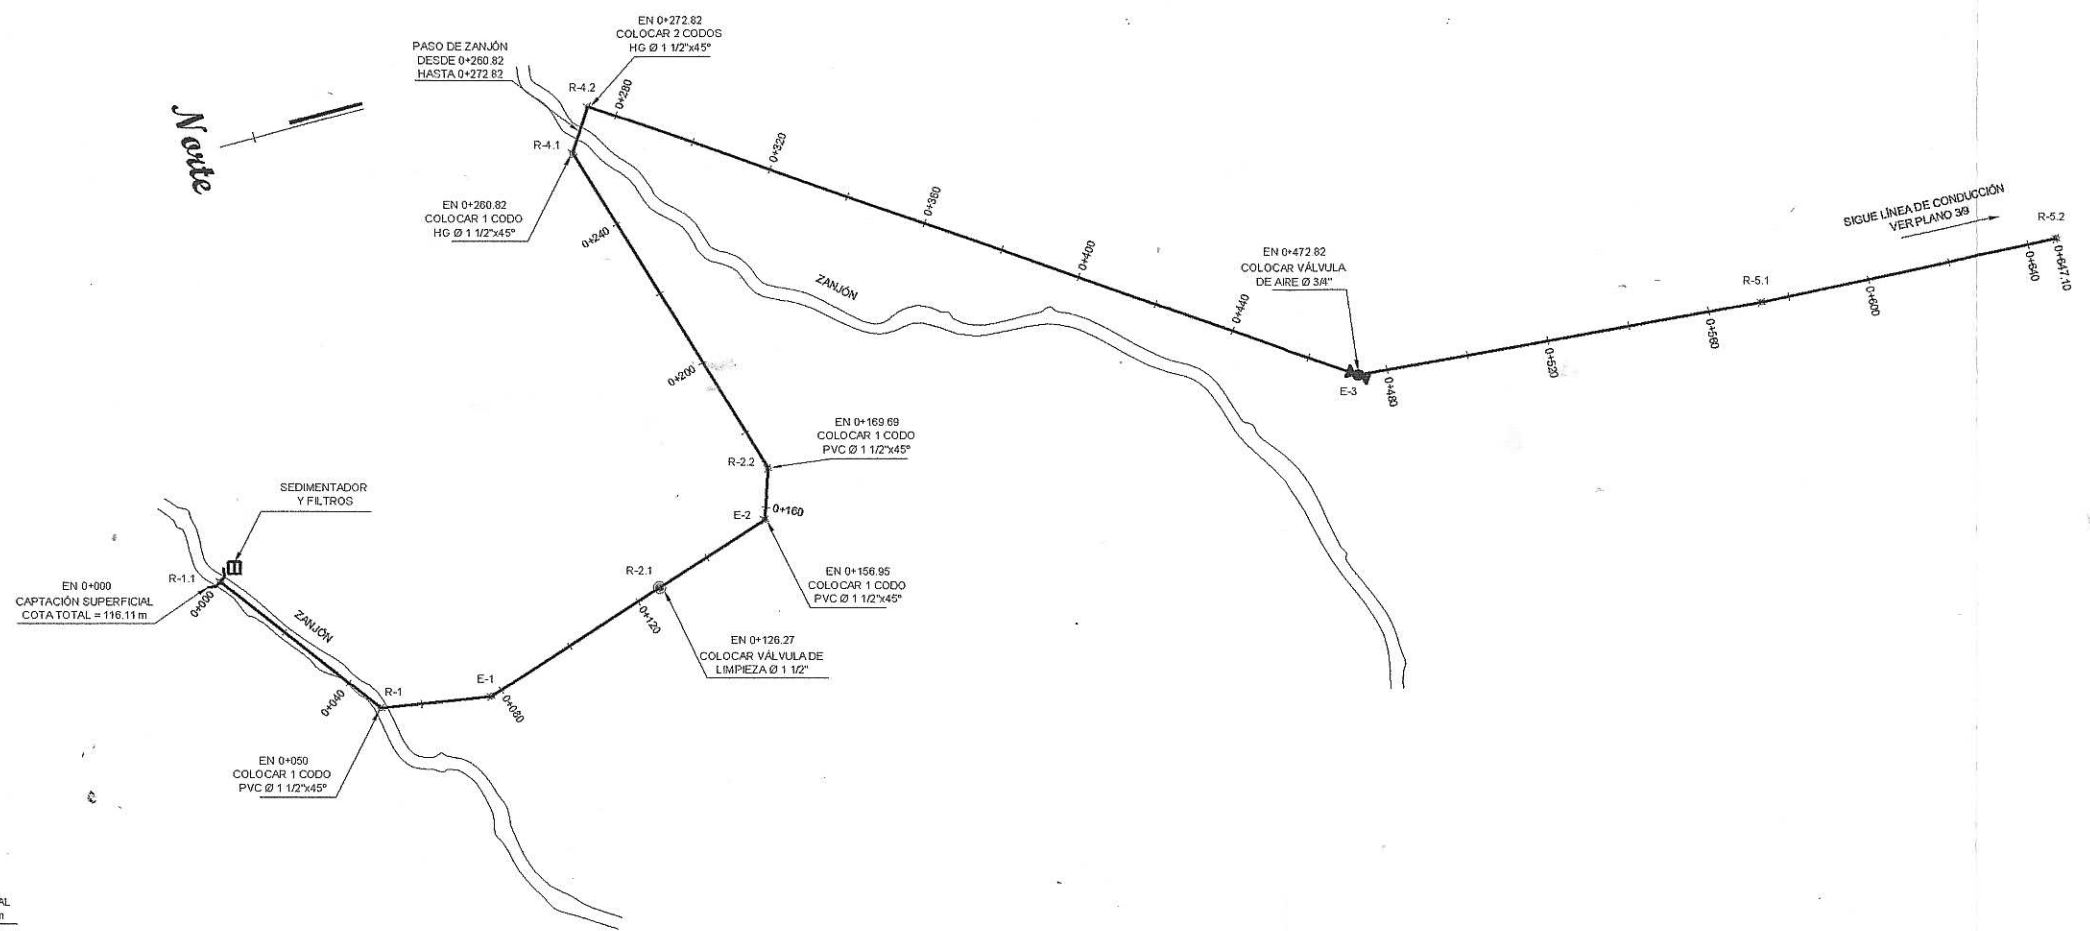 Norte
PASO DE ZANJÓN
DESDE 0+260.82
HASTA 0+272.82
EN 0+272.82
COLOCAR 2 CODOS
HG Ø 1 1/2"x45°
R-4.2
0+280
R-4.1
0+320
EN 0+260.82
COLOCAR 1 CODO
HG Ø 1 1/2"x45°
0+240
0+360
0+400
ZANJÓN
0+440
EN 0+472.82
COLOCAR VÁLVULA
DE AIRE Ø 3/4"
E-3
0+480
0+520
0+560
R-5.1
0+600
SIGUE LÍNEA DE CONDUCCIÓN
VER PLANO 3/9
R-5.2
0+640
0+647.10
0+200
EN 0+169.69
COLOCAR 1 CODO
PVC Ø 1 1/2"x45°
R-2.2
E-2
0+160
SEDIMENTADOR
Y FILTROS
R-1.1
EN 0+000
CAPTACIÓN SUPERFICIAL
COTA TOTAL = 116.11 m
0+000
ZANJÓN
R-2.1
0+120
EN 0+156.95
COLOCAR 1 CODO
PVC Ø 1 1/2"x45°
EN 0+126.27
COLOCAR VÁLVULA DE
LIMPIEZA Ø 1 1/2"
E-1
0+080
R-1
0+040
EN 0+050
COLOCAR 1 CODO
PVC Ø 1 1/2"x45°
AL